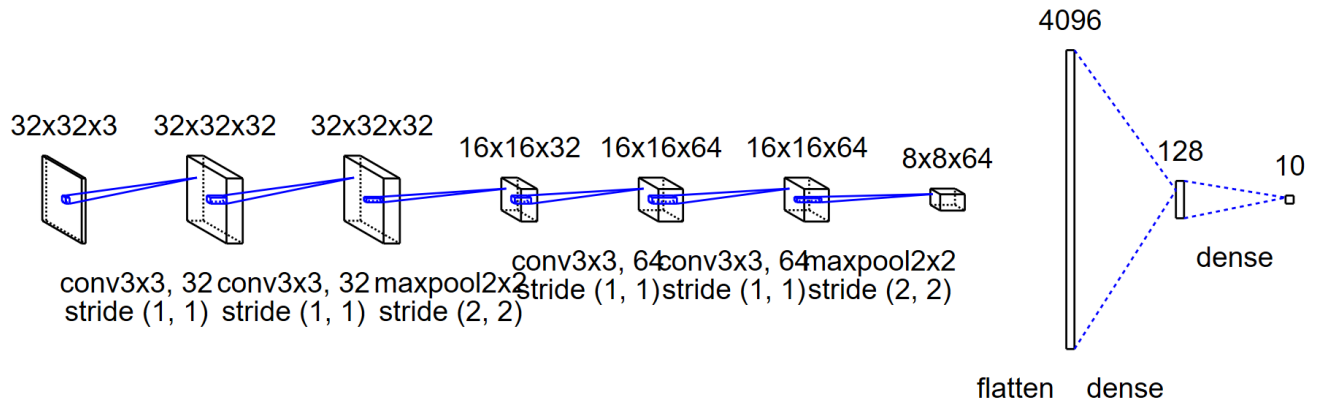 4096
32x32x3
32x32x32
32x32x32
16x16x32
16x16x64
16x16x64
8x8x64
128
10
conv3x3, 32
stride (1, 1)
conv3x3, 32
stride (1, 1)
maxpool2x2
stride (2, 2)
conv3x3, 64
stride (1, 1)
conv3x3, 64
stride (1, 1)
maxpool2x2
stride (2, 2)
dense
flatten
dense